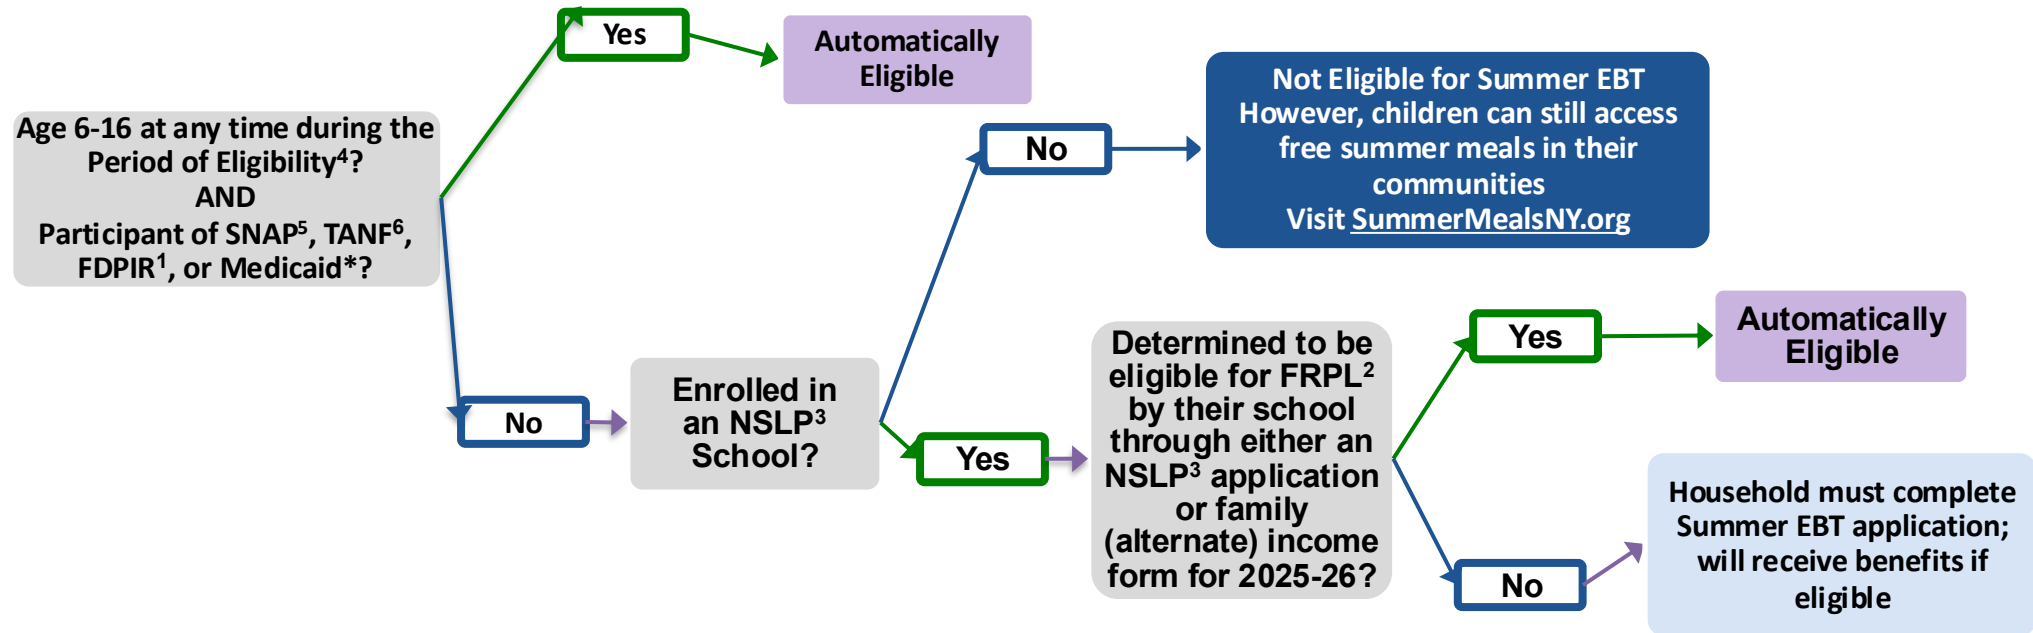 Age 6-16 at any time during the
Period of Eligibility⁴?
AND
Participant of SNAP⁵, TANF⁶,
FDPIR¹, or Medicaid*?
Yes
Automatically
Eligible
No
Enrolled in
an NSLP³
School?
No
Not Eligible for Summer EBT
However, children can still access
free summer meals in their
communities
Visit SummerMealsNY.org
Yes
Determined to be
eligible for FRPL²
by their school
through either an
NSLP³ application
or family
(alternate) income
form for 2025-26?
Yes
Automatically
Eligible
No
Household must complete
Summer EBT application;
will receive benefits if
eligible